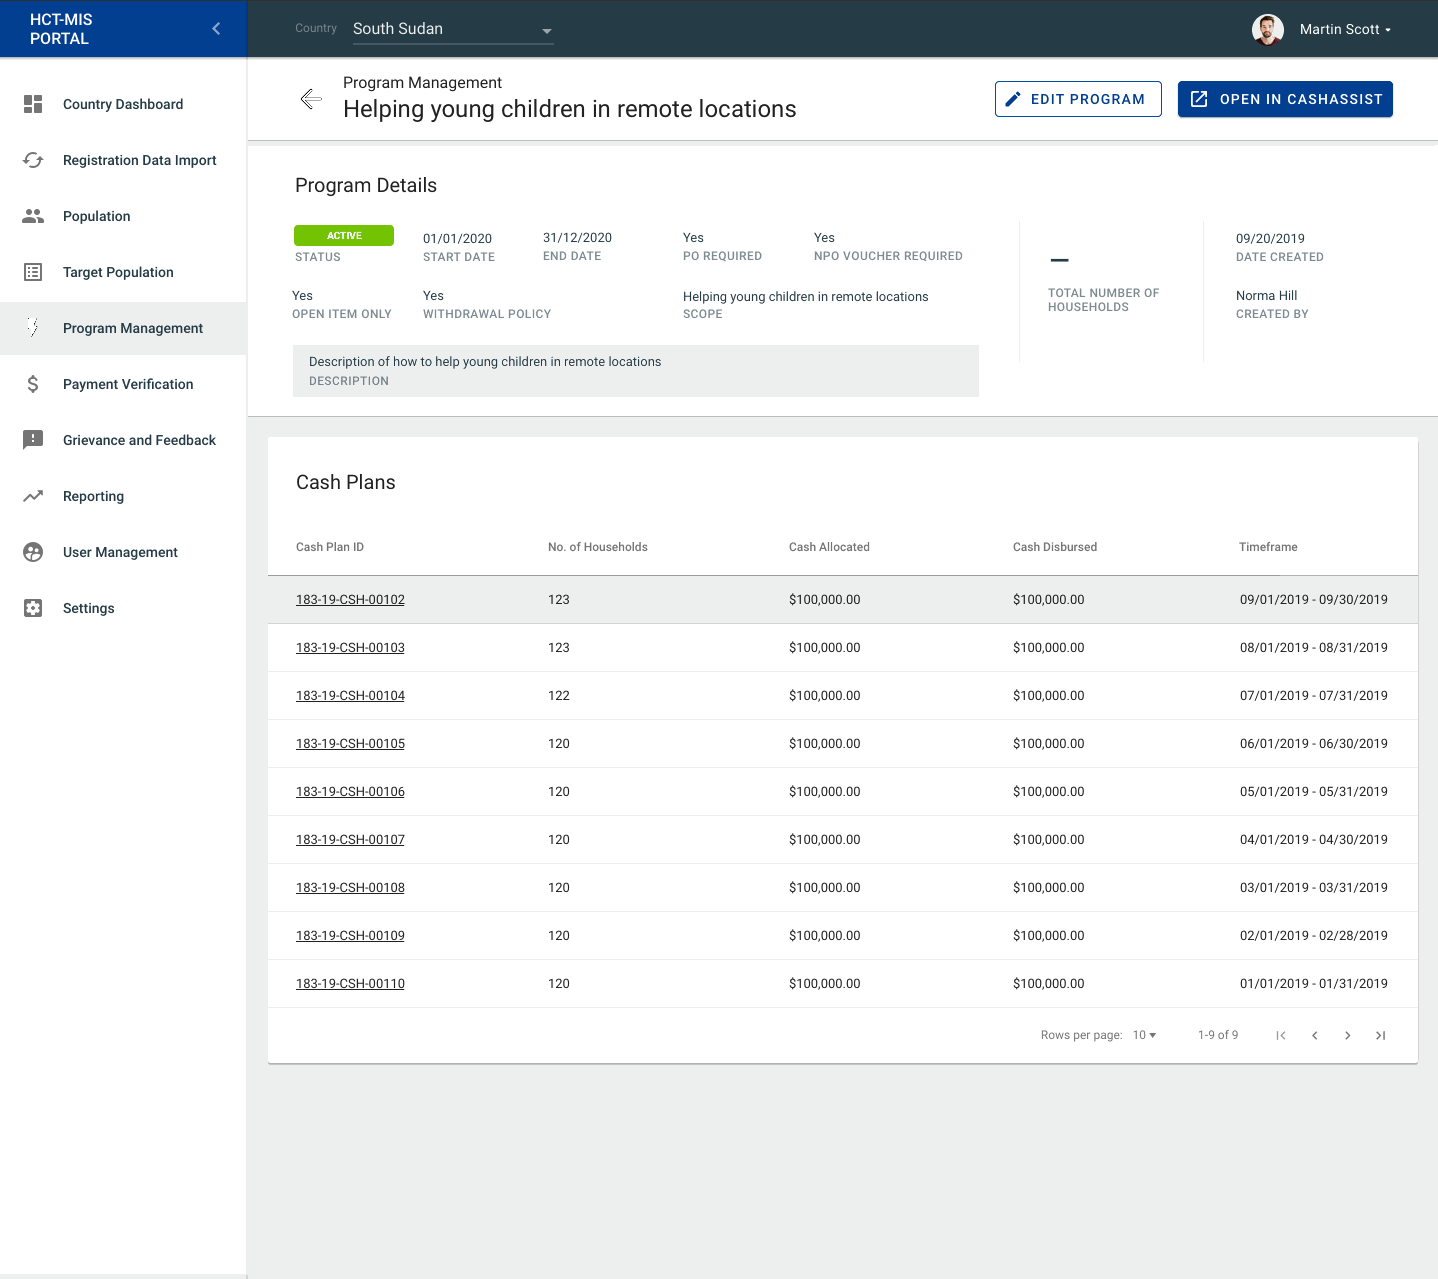 HCT-MIS
PORTAL
Country
South Sudan
Martin Scott
Country Dashboard
Registration Data Import
Population
Target Population
Program Management
Payment Verification
Grievance and Feedback
Reporting
User Management
Settings
Program Management
Helping young children in remote locations
EDIT PROGRAM
OPEN IN CASHASSIST
Program Details
ACTIVE
STATUS
01/01/2020
START DATE
31/12/2020
END DATE
Yes
PO REQUIRED
Yes
NPO VOUCHER REQUIRED
Yes
OPEN ITEM ONLY
Yes
WITHDRAWAL POLICY
Helping young children in remote locations
SCOPE
Description of how to help young children in remote locations
DESCRIPTION
—
TOTAL NUMBER OF
HOUSEHOLDS
09/20/2019
DATE CREATED
Norma Hill
CREATED BY
Cash Plans
Cash Plan ID No. of Households Cash Allocated Cash Disbursed Timeframe
183-19-CSH-00102 123 $100,000.00 $100,000.00 09/01/2019 - 09/30/2019
183-19-CSH-00103 123 $100,000.00 $100,000.00 08/01/2019 - 08/31/2019
183-19-CSH-00104 122 $100,000.00 $100,000.00 07/01/2019 - 07/31/2019
183-19-CSH-00105 120 $100,000.00 $100,000.00 06/01/2019 - 06/30/2019
183-19-CSH-00106 120 $100,000.00 $100,000.00 05/01/2019 - 05/31/2019
183-19-CSH-00107 120 $100,000.00 $100,000.00 04/01/2019 - 04/30/2019
183-19-CSH-00108 120 $100,000.00 $100,000.00 03/01/2019 - 03/31/2019
183-19-CSH-00109 120 $100,000.00 $100,000.00 02/01/2019 - 02/28/2019
183-19-CSH-00110 120 $100,000.00 $100,000.00 01/01/2019 - 01/31/2019
Rows per page: 10 1-9 of 9